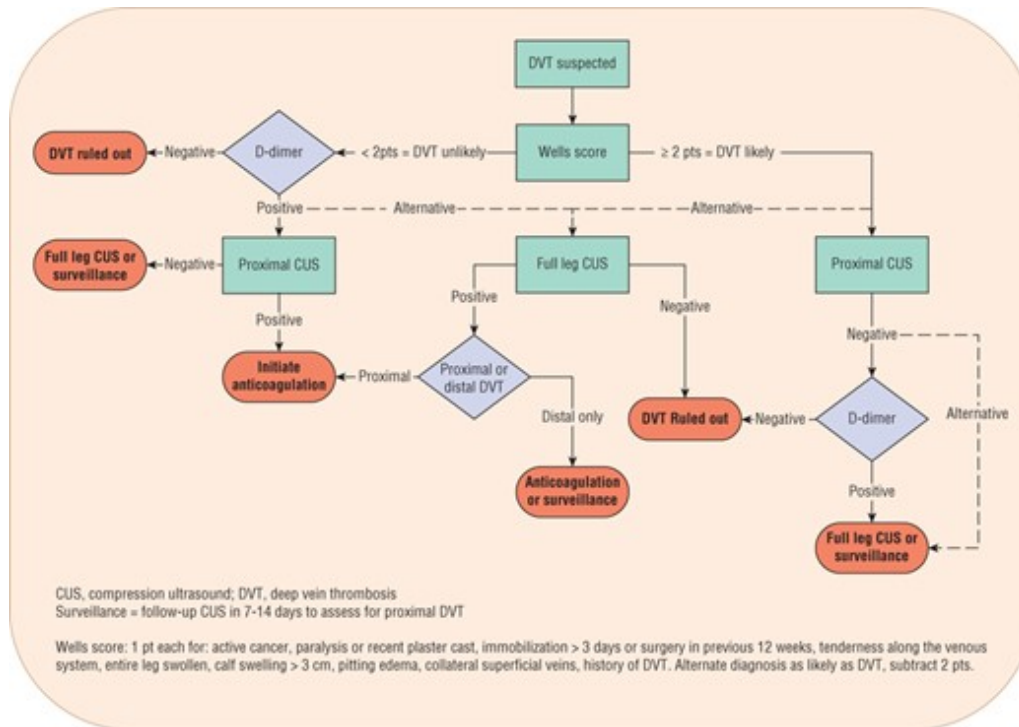 DVT suspected
Wells score
< 2pts = DVT unlikely
≥ 2 pts = DVT likely
D-dimer
Negative
DVT ruled out
Positive
Alternative
Alternative
Proximal CUS
Negative
Full leg CUS or
surveillance
Positive
Initiate
anticoagulation
Full leg CUS
Positive
Negative
Proximal or
distal DVT
Proximal
Distal only
Anticoagulation
or surveillance
DVT Ruled out
Proximal CUS
Negative
Alternative
D-dimer
Negative
Positive
Full leg CUS or
surveillance
CUS, compression ultrasound; DVT, deep vein thrombosis
Surveillance = follow-up CUS in 7-14 days to assess for proximal DVT
Wells score: 1 pt each for: active cancer, paralysis or recent plaster cast, immobilization > 3 days or surgery in previous 12 weeks, tenderness along the venous
system, entire leg swollen, calf swelling > 3 cm, pitting edema, collateral superficial veins, history of DVT. Alternate diagnosis as likely as DVT, subtract 2 pts.